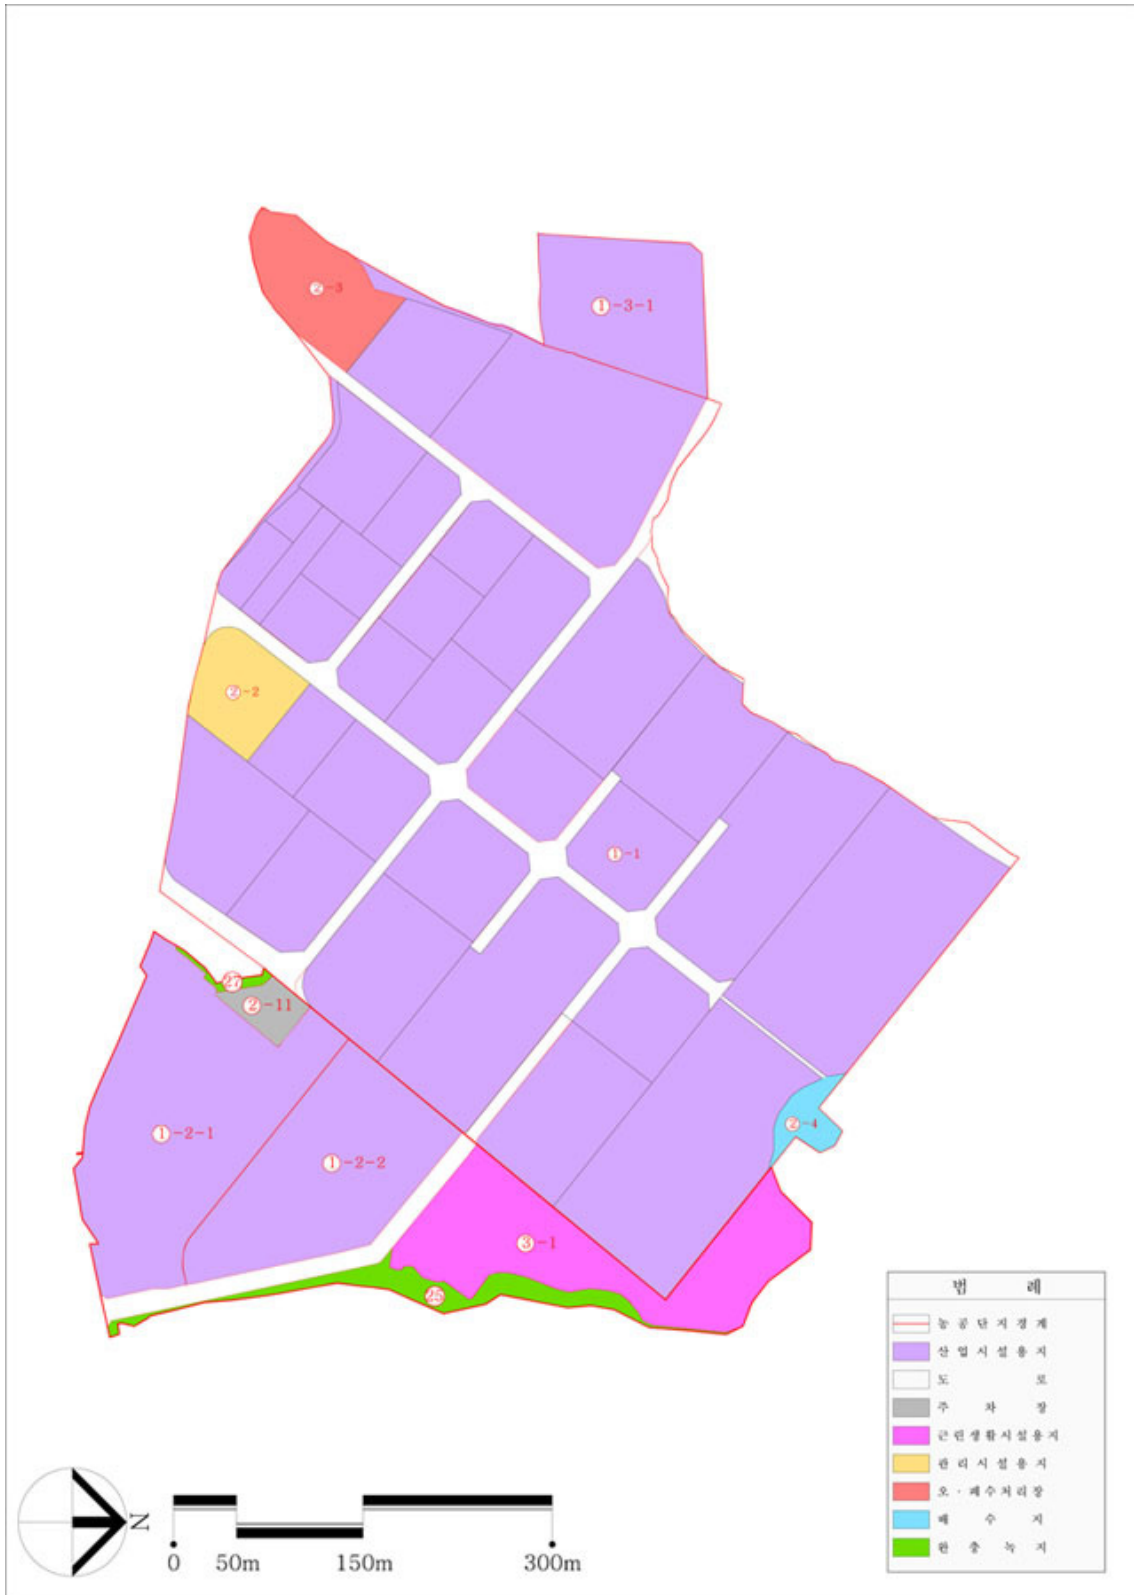 ②-3
①-3-1
②-2
①-1
㉗
②-11
②-4
①-2-1
①-2-2
③-1
㉕
범 례
농 공 단 지 경 계
산 업 시 설 용 지
도 로
주 차 장
근 린 생 활 시 설 용 지
관 리 시 설 용 지
오 · 폐 수 처 리 장
배 수 지
완 충 녹 지
N
0 50m 150m 300m